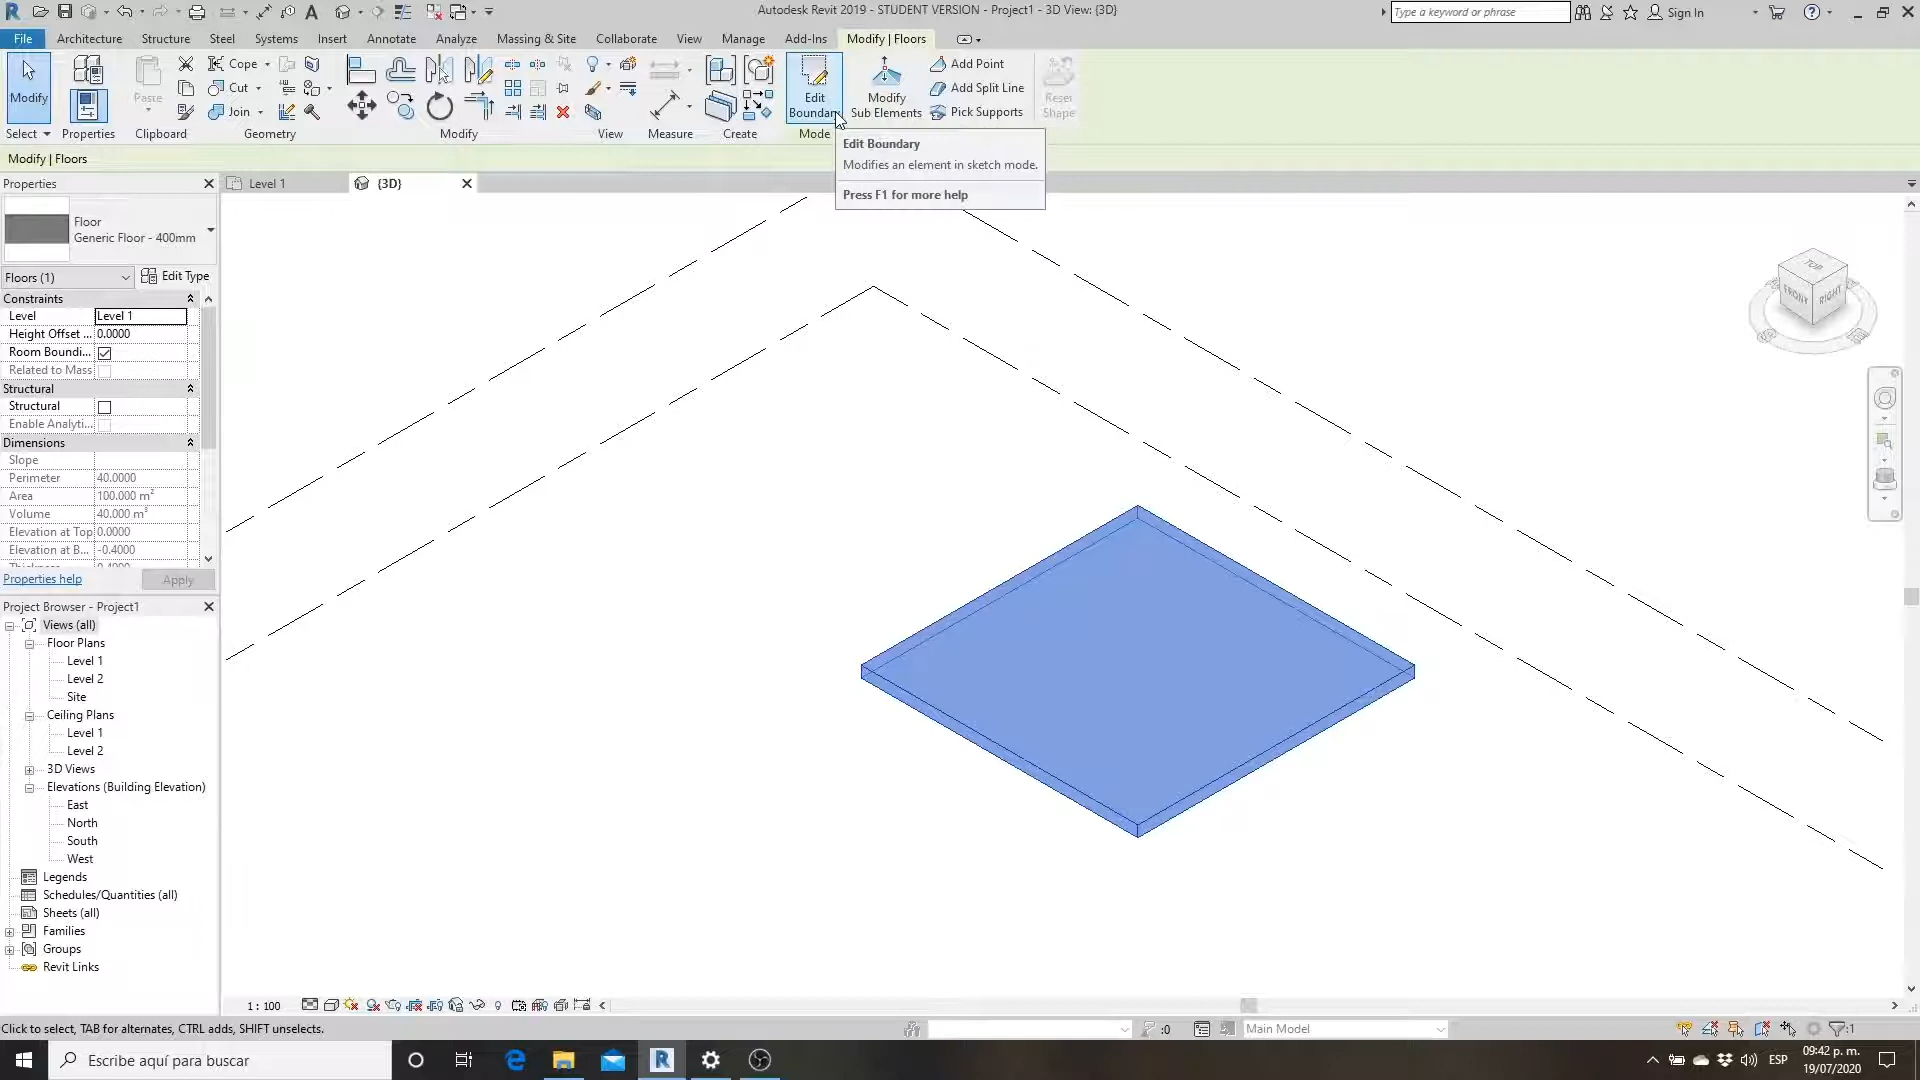 Autodesk Revit 2019 - STUDENT VERSION - Project1 - 3D View: {3D}
Type a keyword or phrase
Sign In
File Architecture Structure Steel Systems Insert Annotate Analyze Massing & Site Collaborate View Manage Add-Ins Modify | Floors
Modify
Paste
Cope
Cut
Join
Edit
Boundary
Modify
Sub Elements
Add Point
Add Split Line
Pick Supports
Reset
Shape
Select Properties Clipboard Geometry Modify View Measure Create Mode
Edit Boundary
Modifies an element in sketch mode.
Press F1 for more help
Modify | Floors
Properties
Level 1
{3D}
Floor
Generic Floor - 400mm
Floors (1)
Edit Type
Constraints
Level Level 1
Height Offset ... 0.0000
Room Boundi...
Related to Mass
Structural
Structural
Enable Analyti...
Dimensions
Slope
Perimeter 40.0000
Area 100.000 m²
Volume 40.000 m³
Elevation at Top 0.0000
Elevation at B... -0.4000
Properties help
Apply
TOP
FRONT
RIGHT
Project Browser - Project1
Views (all)
Floor Plans
Level 1
Level 2
Site
Ceiling Plans
Level 1
Level 2
3D Views
Elevations (Building Elevation)
East
North
South
West
Legends
Schedules/Quantities (all)
Sheets (all)
Families
Groups
Revit Links
1 : 100
Click to select, TAB for alternates, CTRL adds, SHIFT unselects.
:0
Main Model
:1
Escribe aquí para buscar
ESP
09:42 p. m.
19/07/2020